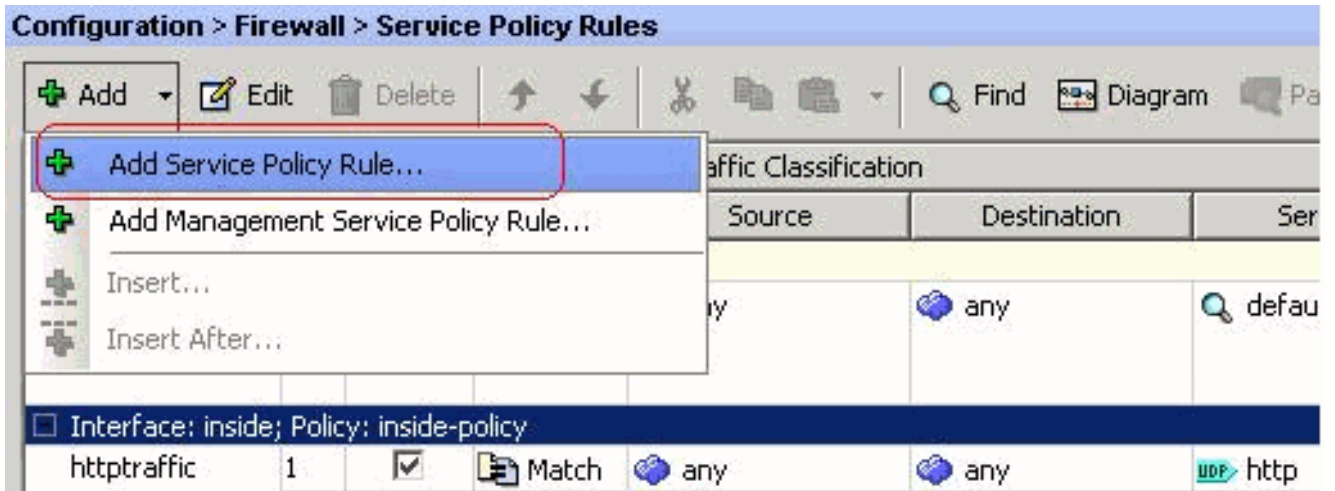 Configuration > Firewall > Service Policy Rules
Add Edit Delete Find Diagram Pa
Add Service Policy Rule...
Add Management Service Policy Rule...
Insert...
Insert After...
affic Classification
Source Destination Ser
y any defau
Interface: inside; Policy: inside-policy
httptraffic 1 Match any any UDP http